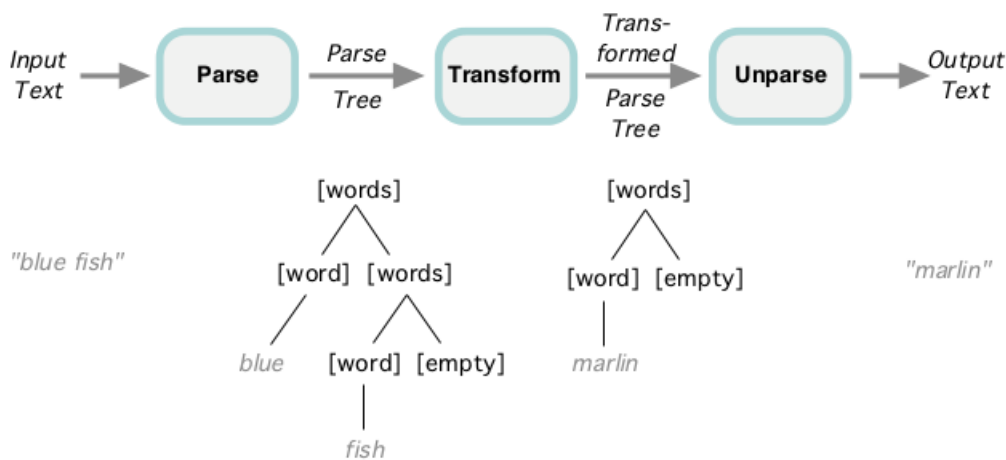 Input
Text
Parse
Parse
Tree
Transform
Trans-
formed
Parse
Tree
Unparse
Output
Text
"blue fish"
[words]
[word] [words]
blue [word] [empty]
fish
[words]
[word] [empty]
marlin
"marlin"